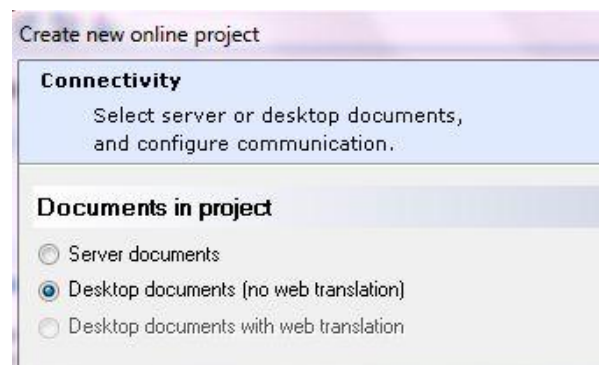 Create new online project
Connectivity
Select server or desktop documents,
and configure communication.
Documents in project
Server documents
Desktop documents (no web translation)
Desktop documents with web translation